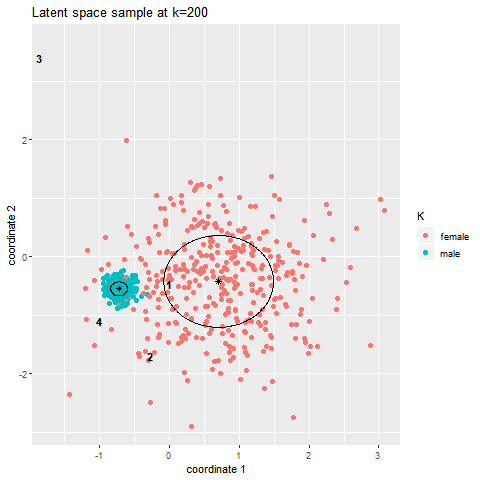 Latent space sample at k=200
3
2
coordinate 2
0
1
4
2
-2
-1
0
1
2
3
coordinate 1
K
female
male